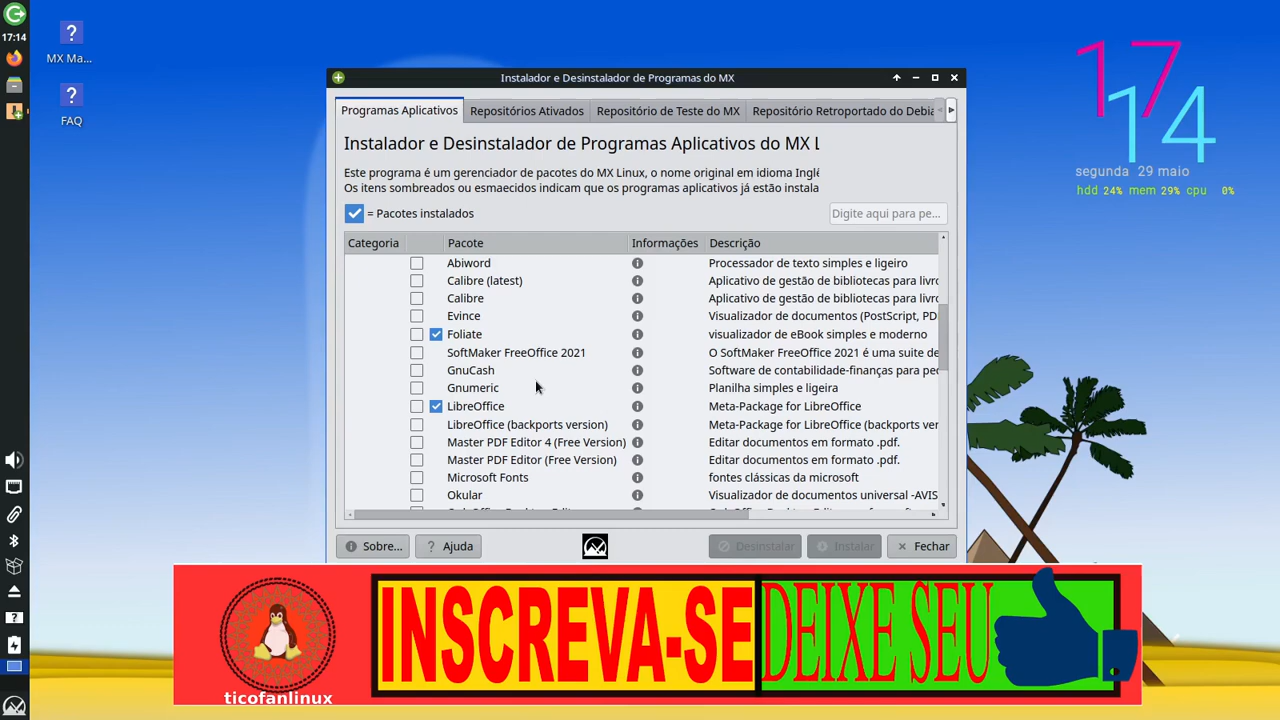 17:14
MX Ma...
FAQ
Instalador e Desinstalador de Programas do MX
Programas Aplicativos
Repositórios Ativados
Repositório de Teste do MX
Repositório Retroportado do Debia
17
14
segunda 29 maio
hdd 24% mem 29% cpu 0%
Instalador e Desinstalador de Programas Aplicativos do MX L
Este programa é um gerenciador de pacotes do MX Linux, o nome original em idioma Inglê
Os itens sombreados ou esmaecidos indicam que os programas aplicativos já estão instala
= Pacotes instalados
Digite aqui para pe...
Categoria Pacote Informações Descrição
Abiword Processador de texto simples e ligeiro
Calibre (latest) Aplicativo de gestão de bibliotecas para livro
Calibre Aplicativo de gestão de bibliotecas para livro
Evince Visualizador de documentos (PostScript, PD
Foliate visualizador de eBook simples e moderno
SoftMaker FreeOffice 2021 O SoftMaker FreeOffice 2021 é uma suite de
GnuCash Software de contabilidade-finanças para peq
Gnumeric Planilha simples e ligeira
LibreOffice Meta-Package for LibreOffice
LibreOffice (backports version) Meta-Package for LibreOffice (backports ver
Master PDF Editor 4 (Free Version) Editar documentos em formato .pdf.
Master PDF Editor (Free Version) Editar documentos em formato .pdf.
Microsoft Fonts fontes clássicas da microsoft
Okular Visualizador de documentos universal -AVIS
Sobre...
Ajuda
Desinstalar
Instalar
Fechar
INSCREVA-SE
DEIXE SEU
ticofanlinux